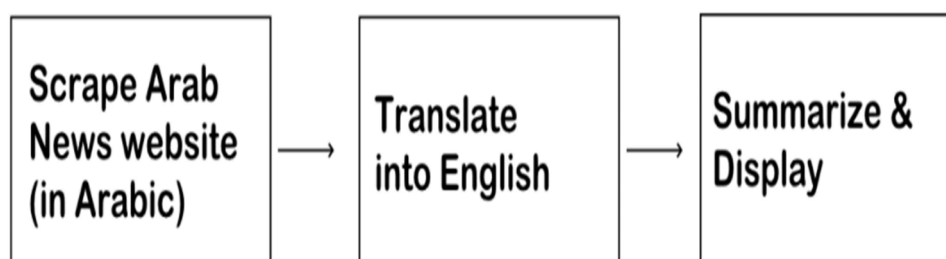 Scrape Arab
News website
(in Arabic)
Translate
into English
Summarize &
Display